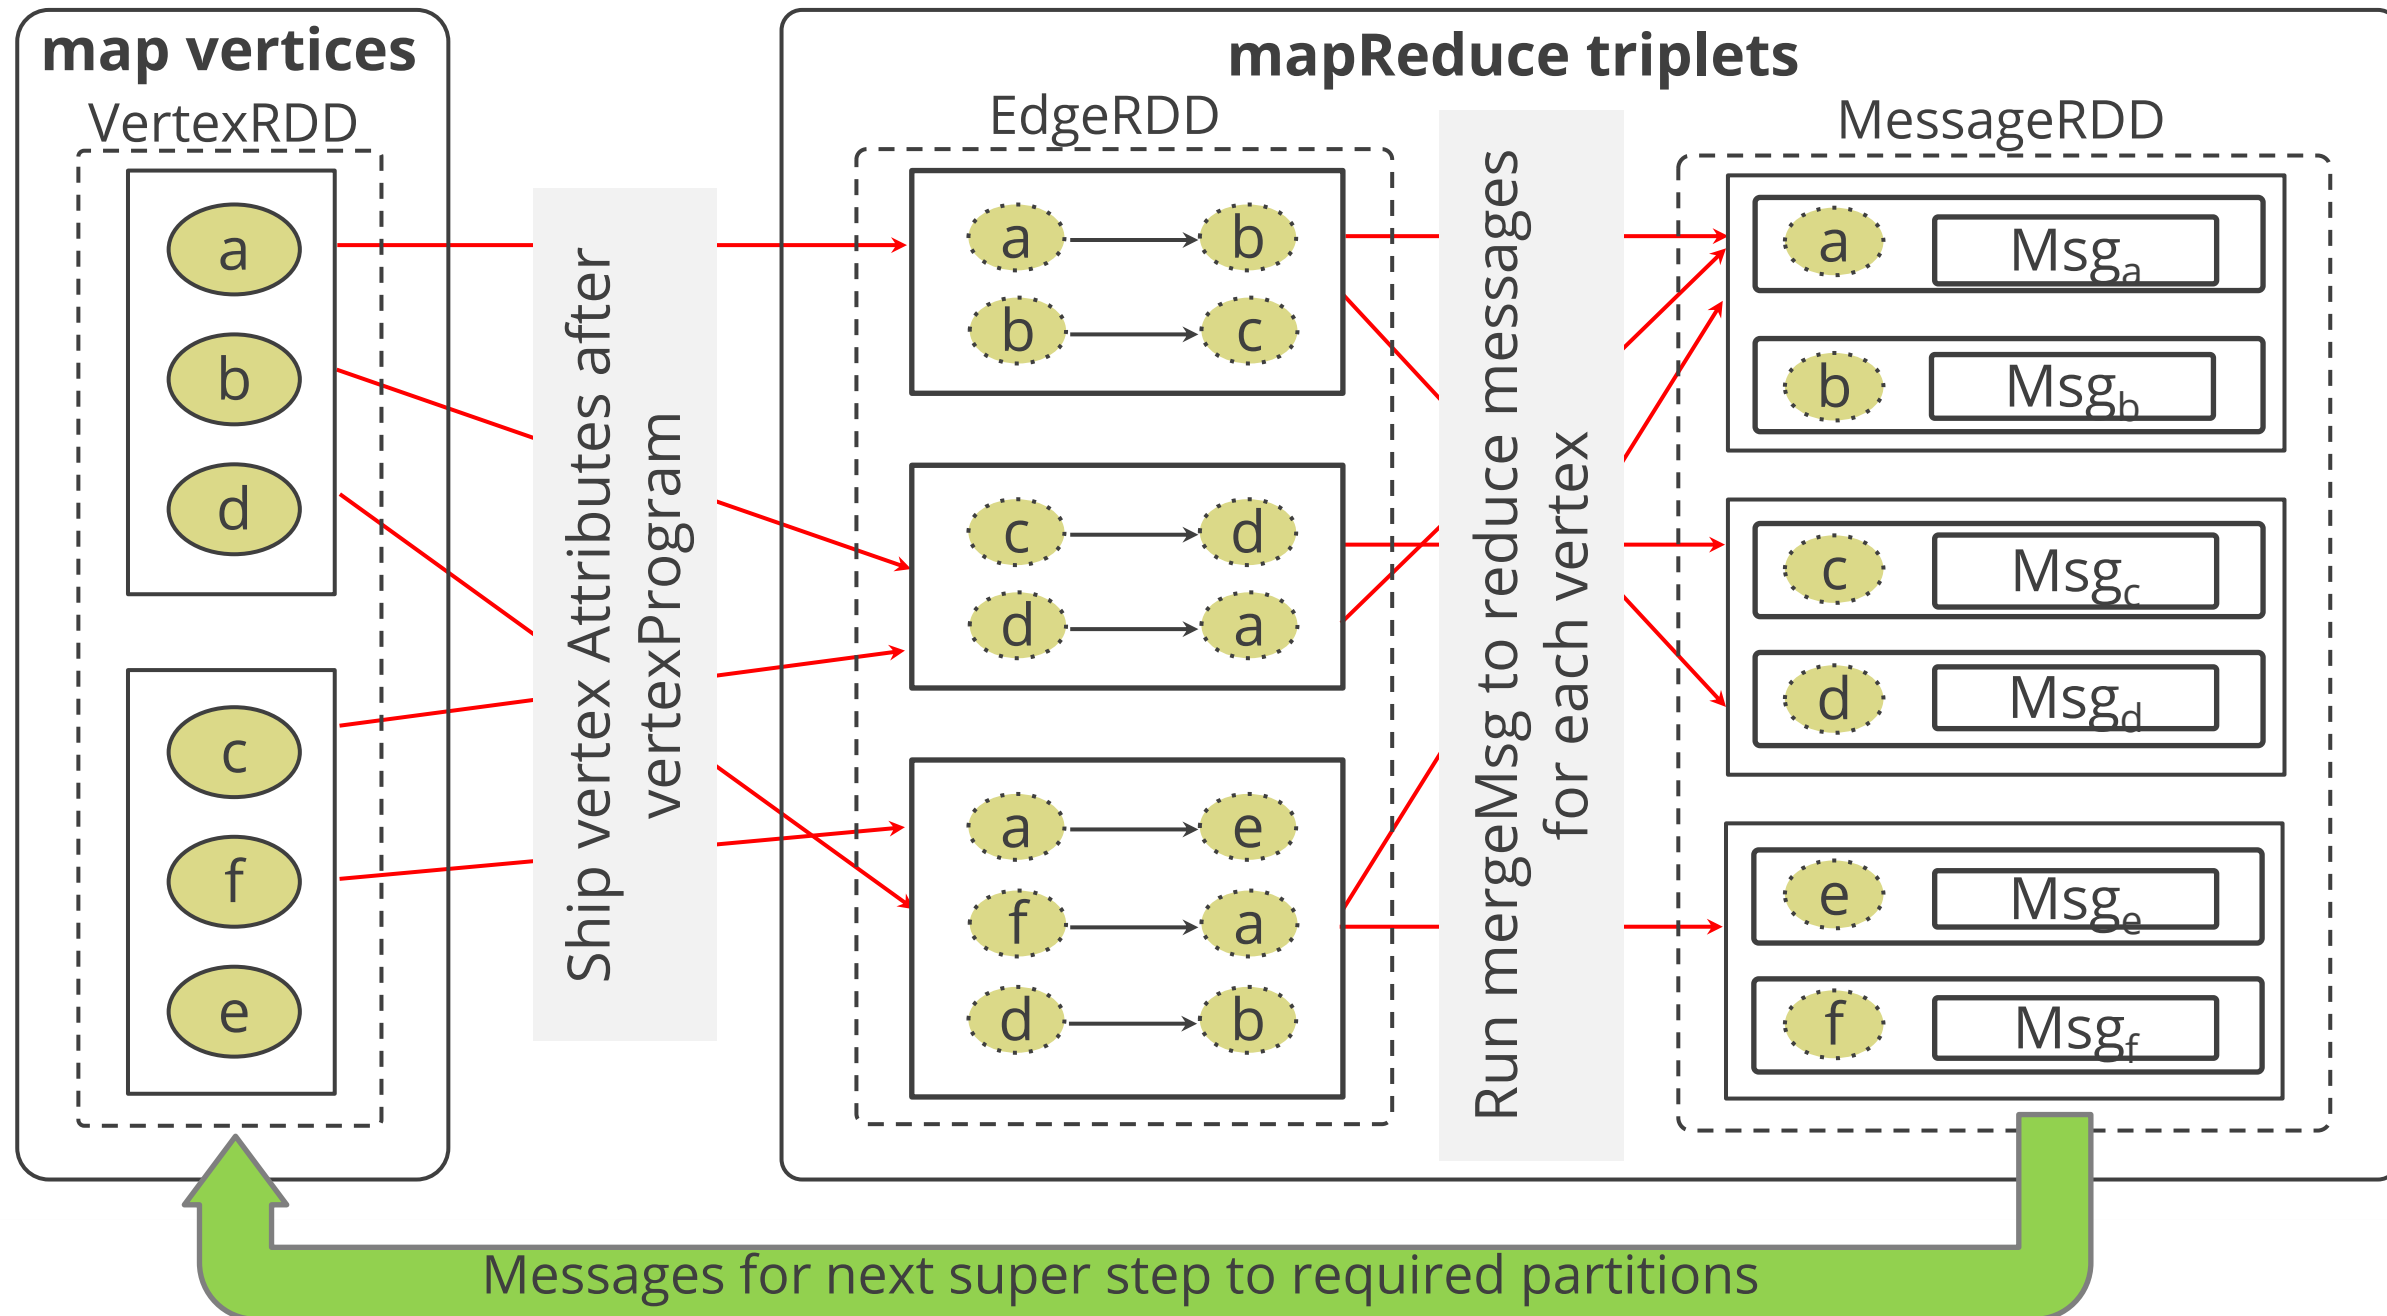 map vertices
VertexRDD
a
b
d
c
f
e
Ship vertex Attributes after
vertexProgram
mapReduce triplets
EdgeRDD
a b
b c
c d
d a
a e
f a
d b
Run mergeMsg to reduce messages
for each vertex
MessageRDD
a Msga
b Msgb
c Msgc
d Msgd
e Msge
f Msgf
Messages for next super step to required partitions